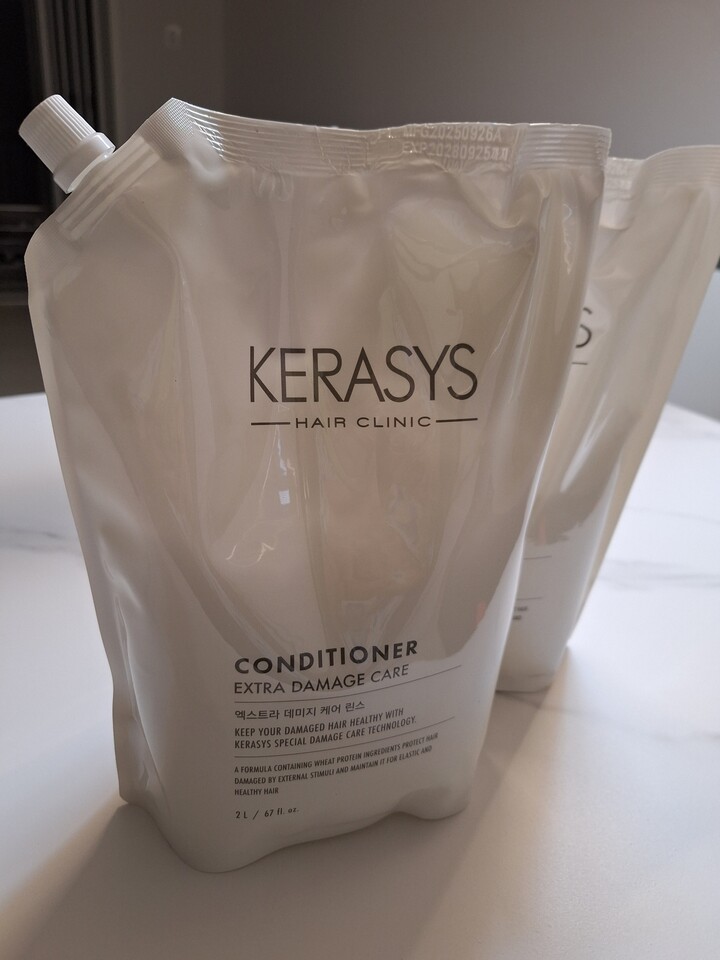 G20250926A
EXP20280925
KERASYS
HAIR CLINIC
CONDITIONER
EXTRA DAMAGE CARE
엑스트라 데미지 케어 린스
KEEP YOUR DAMAGED HAIR HEALTHY WITH
KERASYS SPECIAL DAMAGE CARE TECHNOLOGY.
A FORMULA CONTAINING WHEAT PROTEIN INGREDIENTS PROTECT HAIR
DAMAGED BY EXTERNAL STIMULI AND MAINTAIN IT FOR ELASTIC AND
HEALTHY HAIR
2 L / 67 fl. oz.
S